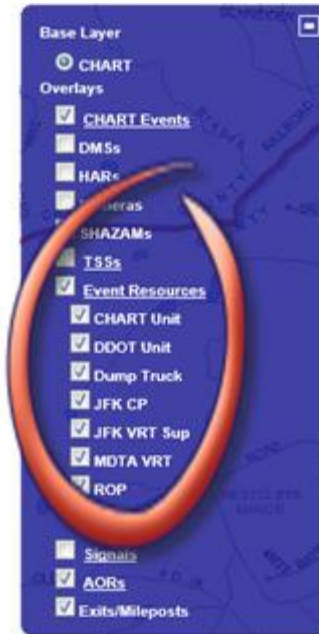 Base Layer
CHART
Overlays
CHART Events
DMSs
HARs
SHAZAMs
TSSs
Event Resources
CHART Unit
DDOT Unit
Dump Truck
JFK CP
JFK VRT Sup
MDTA VRT
ROP
Signals
AORs
Exits/Mileposts